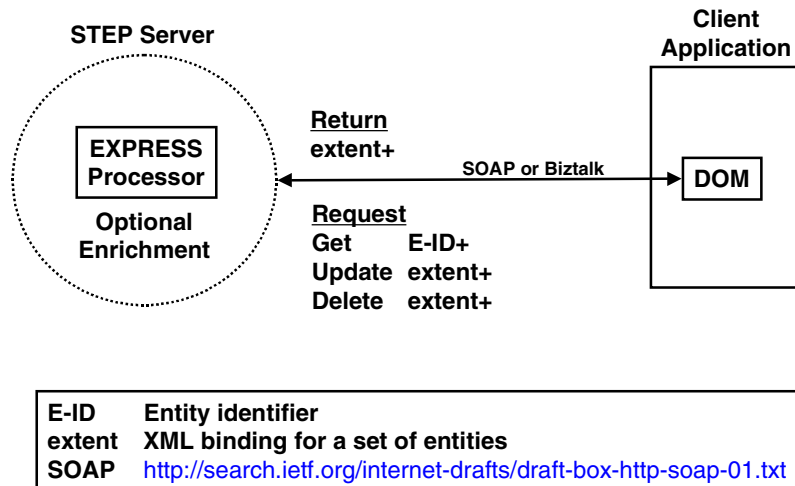 STEP Server
Client
Application
EXPRESS
Processor
Optional
Enrichment
Return
extent+
SOAP or Biztalk
DOM
Request
Get E-ID+
Update extent+
Delete extent+
E-ID Entity identifier
extent XML binding for a set of entities
SOAP http://search.ietf.org/internet-drafts/draft-box-http-soap-01.txt